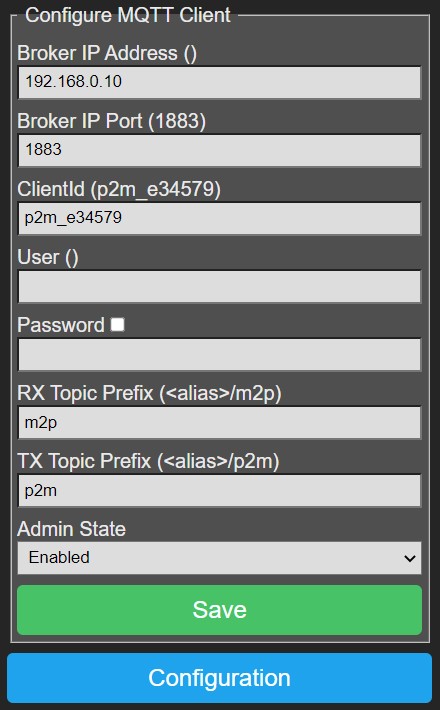 Configure MQTT Client
Broker IP Address ()
192.168.0.10
Broker IP Port (1883)
1883
ClientId (p2m_e34579)
p2m_e34579
User ()
Password
RX Topic Prefix (<alias>/m2p)
m2p
TX Topic Prefix (<alias>/p2m)
p2m
Admin State
Enabled
Save
Configuration